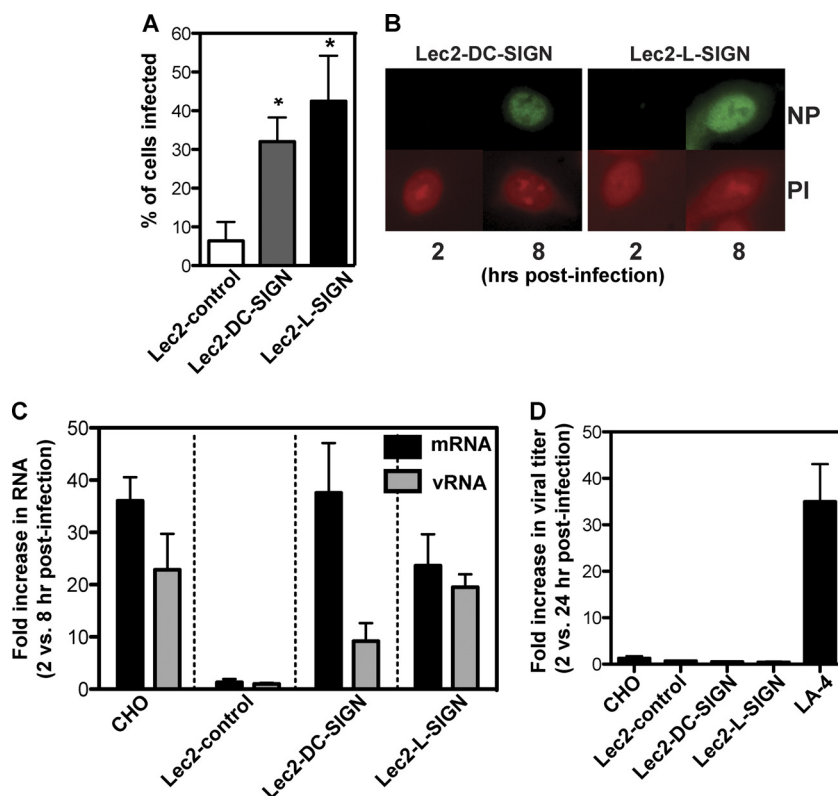 A
% of cells infected
60
50
40
30
20
10
0
*
*
Lec2-control
Lec2-DC-SIGN
Lec2-L-SIGN
B
Lec2-DC-SIGN Lec2-L-SIGN
NP
PI
2 8 2 8
(hrs post-infection)
C
Fold increase in RNA
(2 vs. 8 hr post-infection)
50
40
30
20
10
0
mRNA
vRNA
CHO
Lec2-control
Lec2-DC-SIGN
Lec2-L-SIGN
D
Fold increase in viral titer
(2 vs. 24 hr post-infection)
50
40
30
20
10
0
CHO
Lec2-control
Lec2-DC-SIGN
Lec2-L-SIGN
LA-4